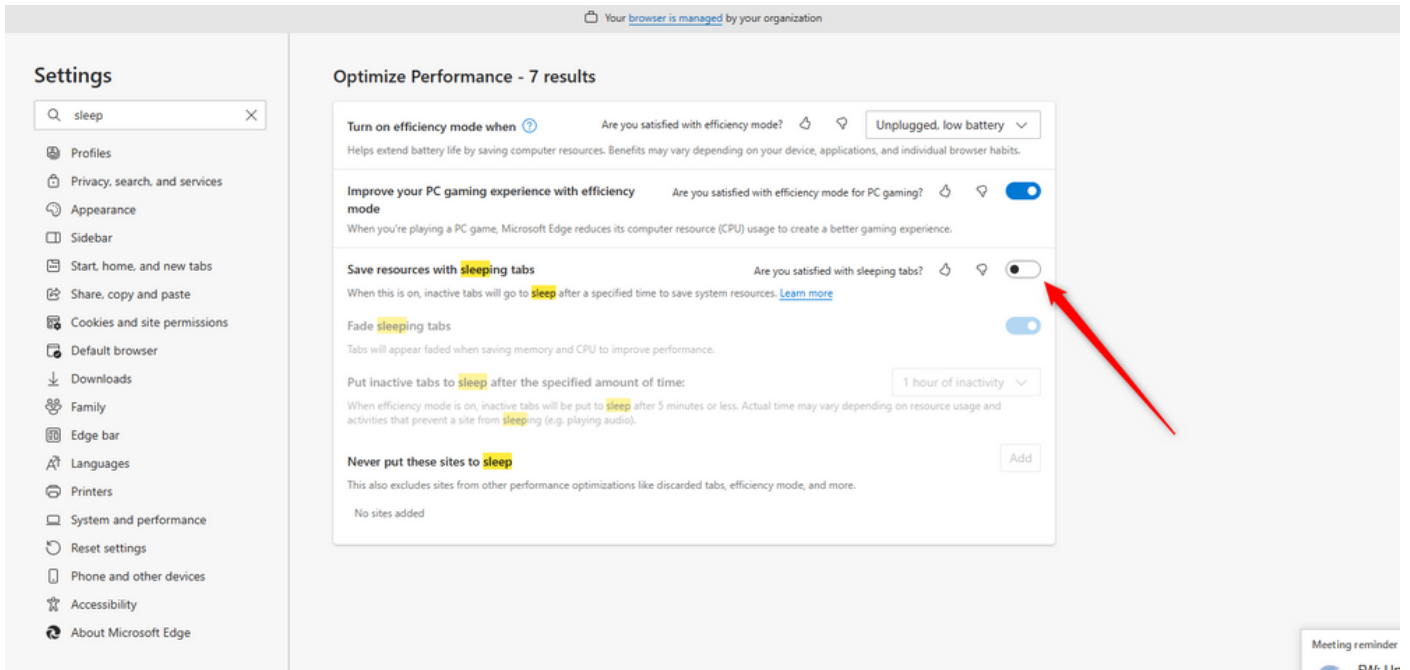 Your browser is managed by your organization
Settings
sleep
Profiles
Privacy, search, and services
Appearance
Sidebar
Start, home, and new tabs
Share, copy and paste
Cookies and site permissions
Default browser
Downloads
Family
Edge bar
Languages
Printers
System and performance
Reset settings
Phone and other devices
Accessibility
About Microsoft Edge
Optimize Performance - 7 results
Turn on efficiency mode when
Are you satisfied with efficiency mode?
Unplugged, low battery
Helps extend battery life by saving computer resources. Benefits may vary depending on your device, applications, and individual browser habits.
Improve your PC gaming experience with efficiency
mode
Are you satisfied with efficiency mode for PC gaming?
When you're playing a PC game, Microsoft Edge reduces its computer resource (CPU) usage to create a better gaming experience.
Save resources with sleeping tabs
Are you satisfied with sleeping tabs?
When this is on, inactive tabs will go to sleep after a specified time to save system resources. Learn more
Fade sleeping tabs
Tabs will appear faded when saving memory and CPU to improve performance.
Put inactive tabs to sleep after the specified amount of time:
1 hour of inactivity
When efficiency mode is on, inactive tabs will be put to sleep after 5 minutes or less. Actual time may vary depending on resource usage and
activities that prevent a site from sleeping (e.g. playing audio).
Never put these sites to sleep
Add
This also excludes sites from other performance optimizations like discarded tabs, efficiency mode, and more.
No sites added
Meeting reminder